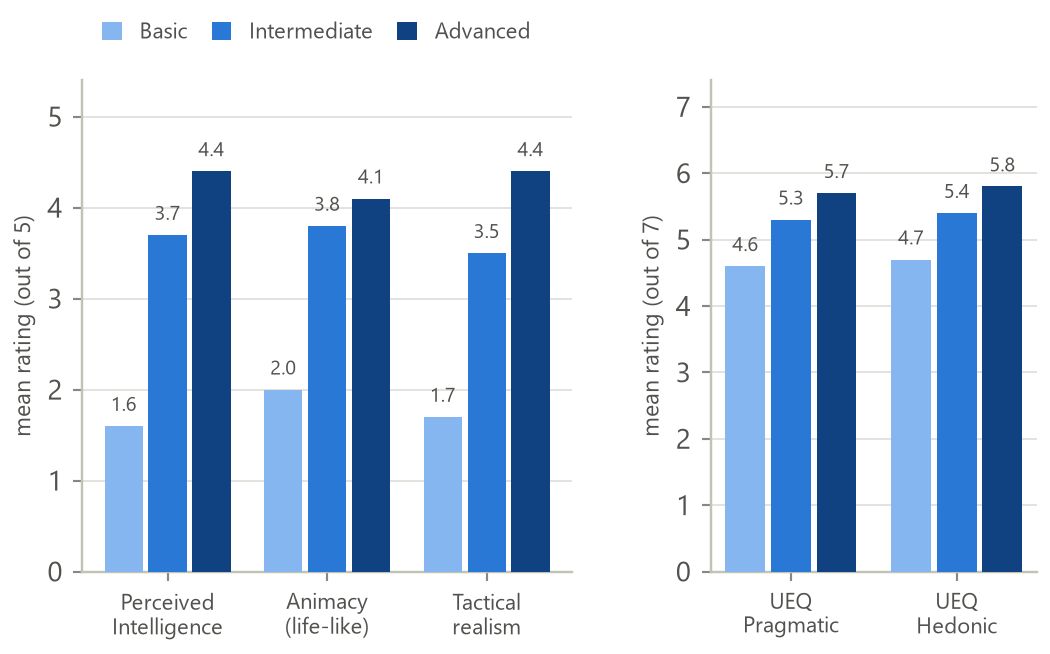 Basic Intermediate Advanced
mean rating (out of 5)
5
4
3
2
1
0
1.6
3.7
4.4
2.0
3.8
4.1
1.7
3.5
4.4
Perceived
Intelligence
Animacy
(life-like)
Tactical
realism
mean rating (out of 7)
7
6
5
4
3
2
1
0
4.6
5.3
5.7
4.7
5.4
5.8
UEQ
Pragmatic
UEQ
Hedonic